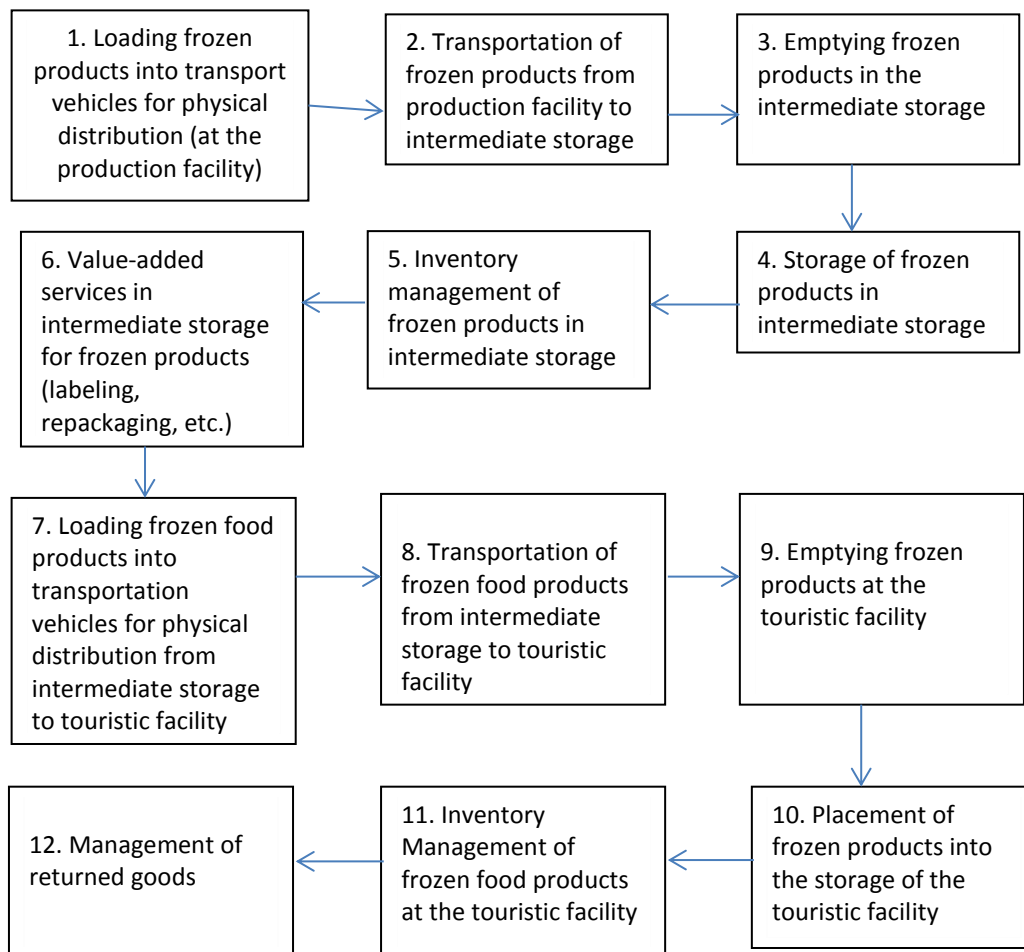 1. Loading frozen
products into transport
vehicles for physical
distribution (at the
production facility)
2. Transportation of
frozen products from
production facility to
intermediate storage
3. Emptying frozen
products in the
intermediate storage
4. Storage of frozen
products in
intermediate storage
5. Inventory
management of
frozen products in
intermediate storage
6. Value-added
services in
intermediate storage
for frozen products
(labeling,
repackaging, etc.)
7. Loading frozen food
products into
transportation
vehicles for physical
distribution from
intermediate storage
to touristic facility
8. Transportation of
frozen food products
from intermediate
storage to touristic
facility
9. Emptying frozen
products at the
touristic facility
10. Placement of
frozen products into
the storage of the
touristic facility
11. Inventory
Management of
frozen food products
at the touristic facility
12. Management of
returned goods